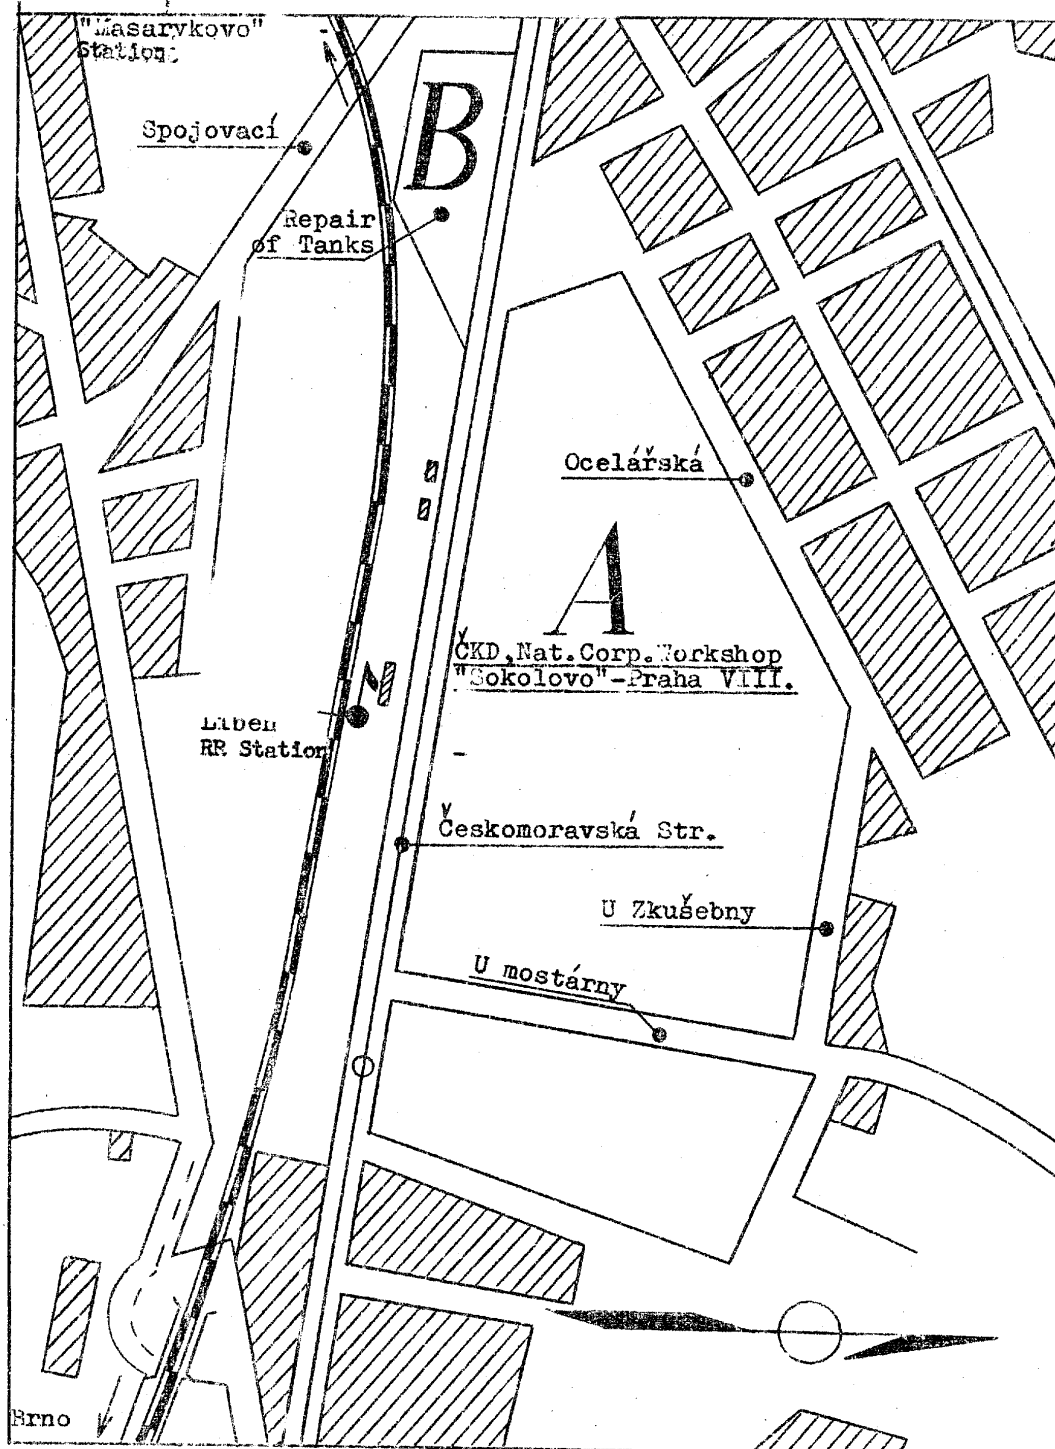 "Masarykovo"
Station
Spojovací
B
Repair
of Tanks
Ocelářská
A
ČKD,Nat.Corp.Workshop
"Sokolovo"-Praha VIII.
Libeň
RR Station
Českomoravská Str.
U Zkušebny
U mostárny
Brno